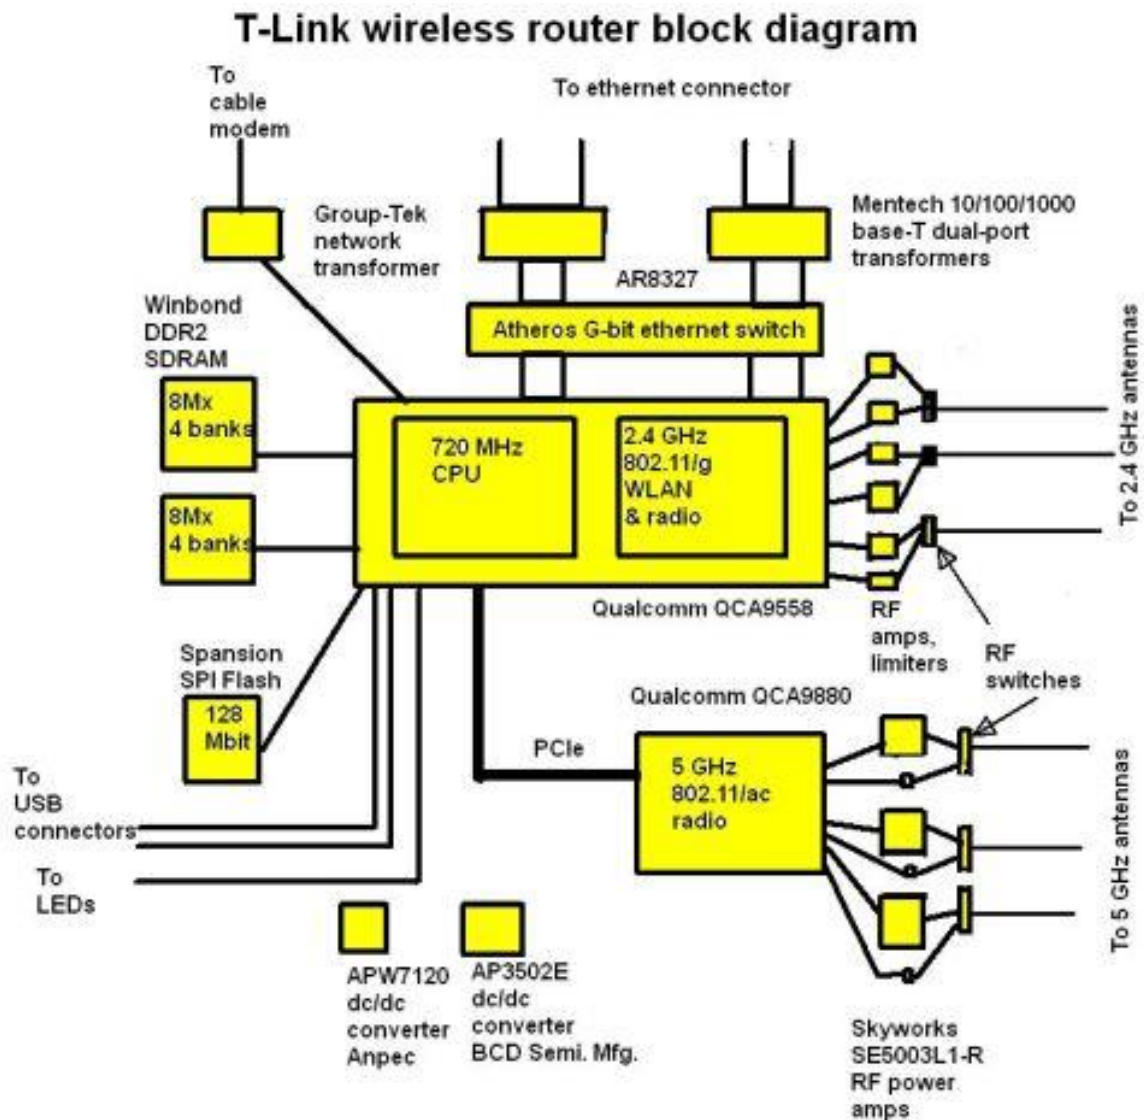 T-Link wireless router block diagram
To
cable
modem
To ethernet connector
Group-Tek
network
transformer
Mentech 10/100/1000
base-T dual-port
transformers
AR8327
Atheros G-bit ethernet switch
Winbond
DDR2
SDRAM
8Mx
4 banks
8Mx
4 banks
720 MHz
CPU
2.4 GHz
802.11/g
WLAN
& radio
To 2.4 GHz antennas
Qualcomm QCA9558
RF
amps,
limiters
RF
switches
Spansion
SPI Flash
128
Mbit
Qualcomm QCA9880
PCIe
5 GHz
802.11/ac
radio
To 5 GHz antennas
To
USB
connectors
To
LEDs
APW7120
dc/dc
converter
Anpec
AP3502E
dc/dc
converter
BCD Semi. Mfg.
Skyworks
SE5003L1-R
RF power
amps